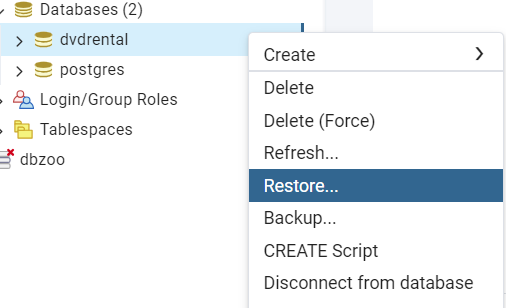 Databases (2)
dvdrental
postgres
Login/Group Roles
Tablespaces
dbzoo
Create
Delete
Delete (Force)
Refresh...
Restore...
Backup...
CREATE Script
Disconnect from database